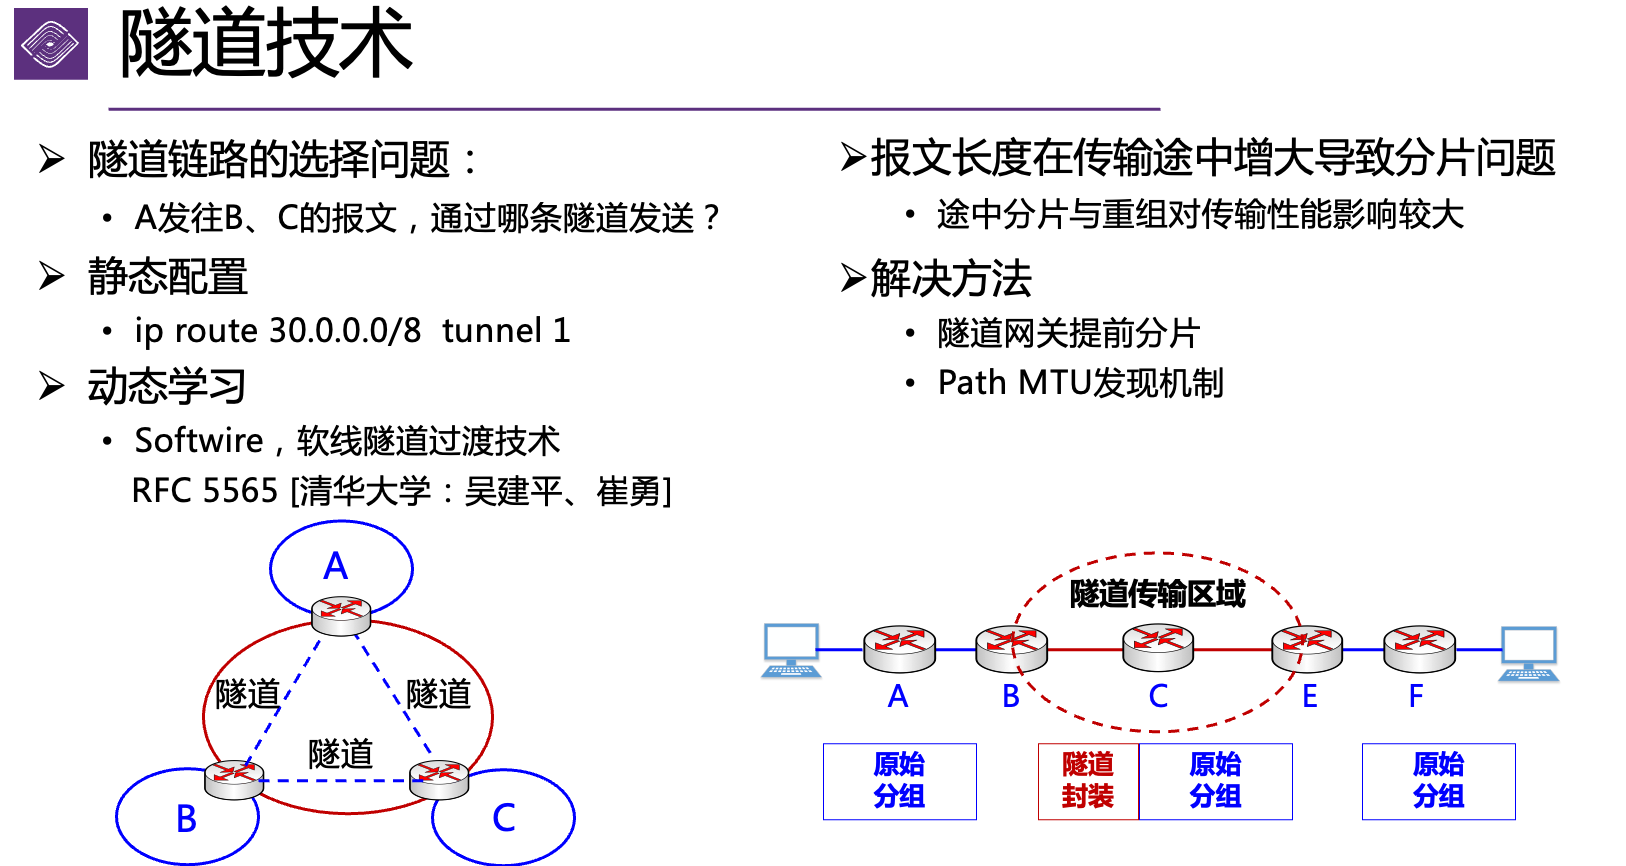 隧道技术
隧道链路的选择问题：
A发往B、C的报文，通过哪条隧道发送？
静态配置
ip route 30.0.0.0/8  tunnel 1
动态学习
Softwire，软线隧道过渡技术
RFC 5565 [清华大学：吴建平、崔勇]
A
隧道
隧道
隧道
B
C
报文长度在传输途中增大导致分片问题
途中分片与重组对传输性能影响较大
解决方法
隧道网关提前分片
Path MTU发现机制
隧道传输区域
A
B
C
E
F
原始
分组
隧道
封装
原始
分组
原始
分组